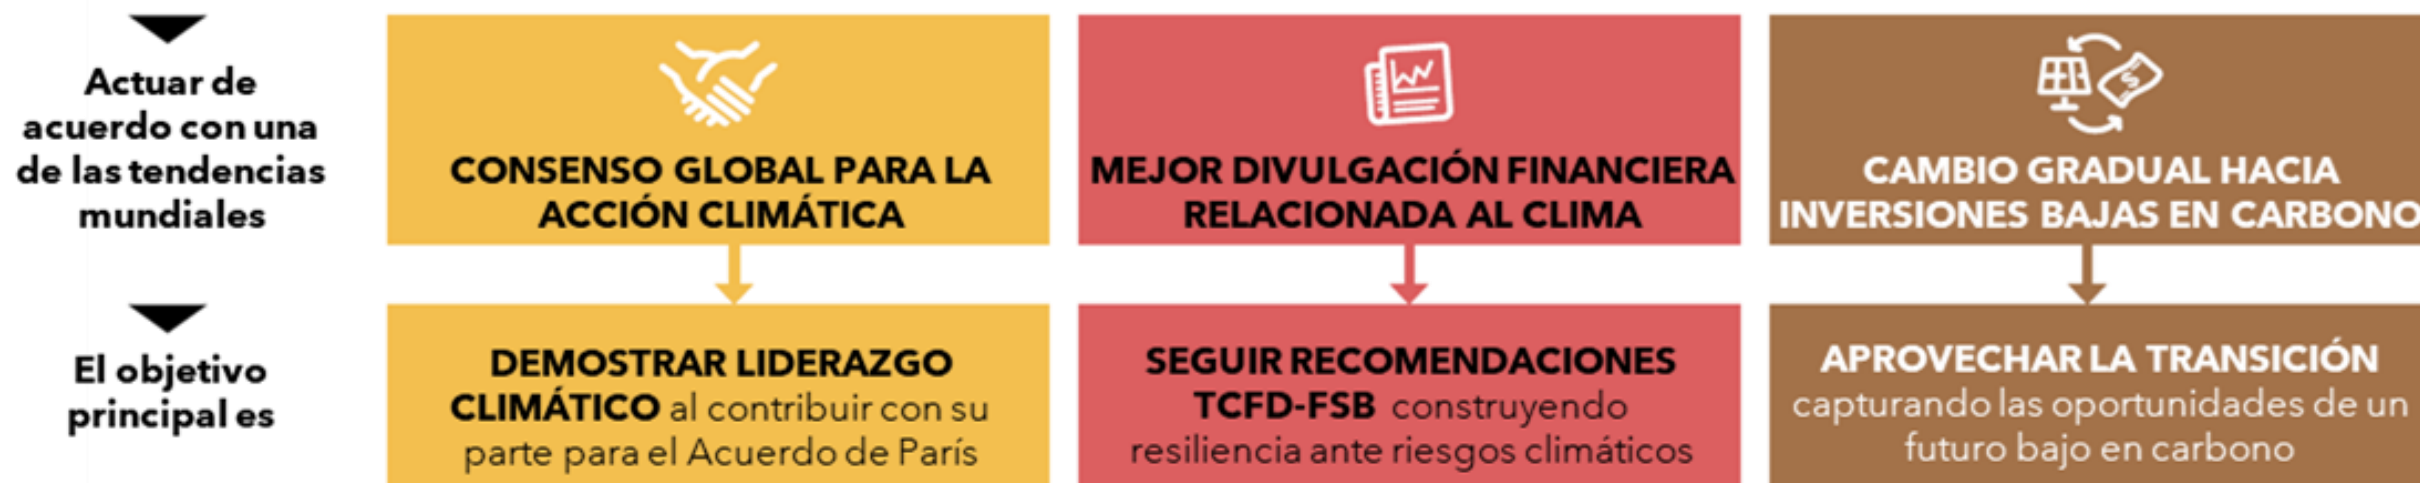 Actuar de
acuerdo con una
de las tendencias
mundiales
CONSENSO GLOBAL PARA LA
ACCIÓN CLIMÁTICA
MEJOR DIVULGACIÓN FINANCIERA
RELACIONADA AL CLIMA
CAMBIO GRADUAL HACIA
INVERSIONES BAJAS EN CARBONO
El objetivo
principal es
DEMOSTRAR LIDERAZGO
CLIMÁTICO al contribuir con su
parte para el Acuerdo de París
SEGUIR RECOMENDACIONES
TCFD-FSB construyendo
resiliencia ante riesgos climáticos
APROVECHAR LA TRANSICIÓN
capturando las oportunidades de un
futuro bajo en carbono